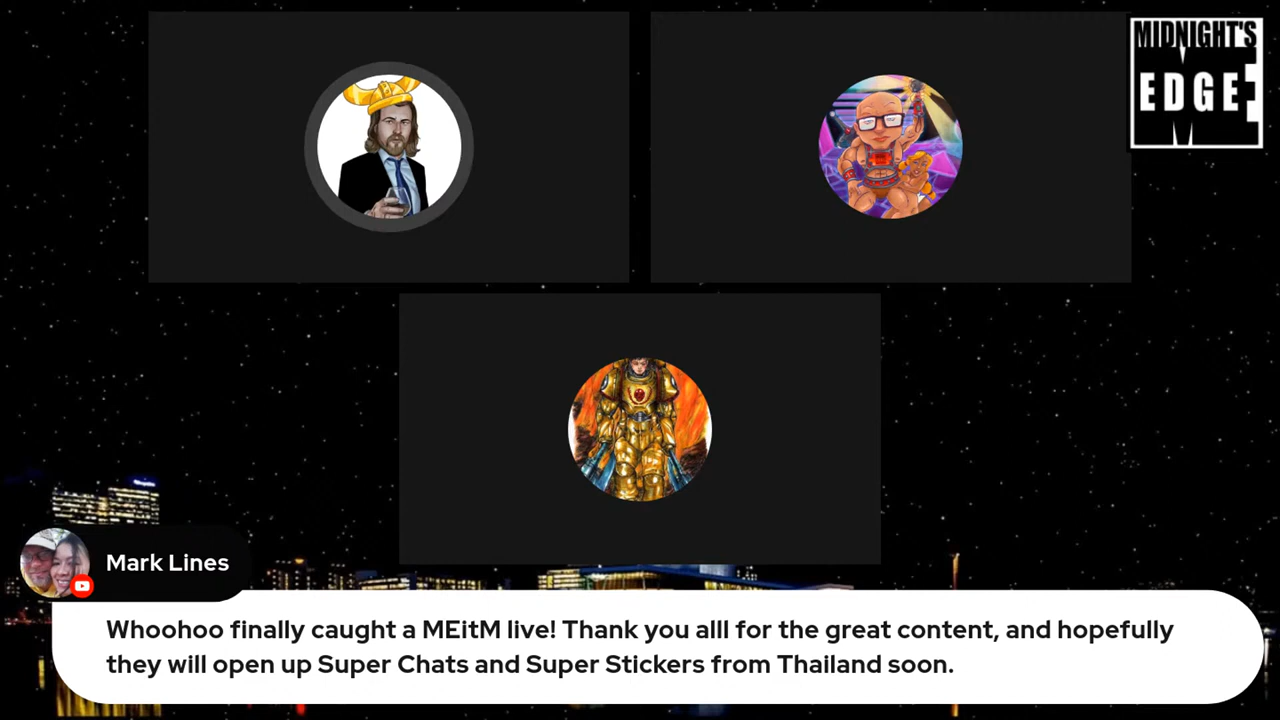 MIDNIGHT'S
EDGE
Mark Lines
Whoohoo finally caught a MEitM live! Thank you alll for the great content, and hopefully
they will open up Super Chats and Super Stickers from Thailand soon.